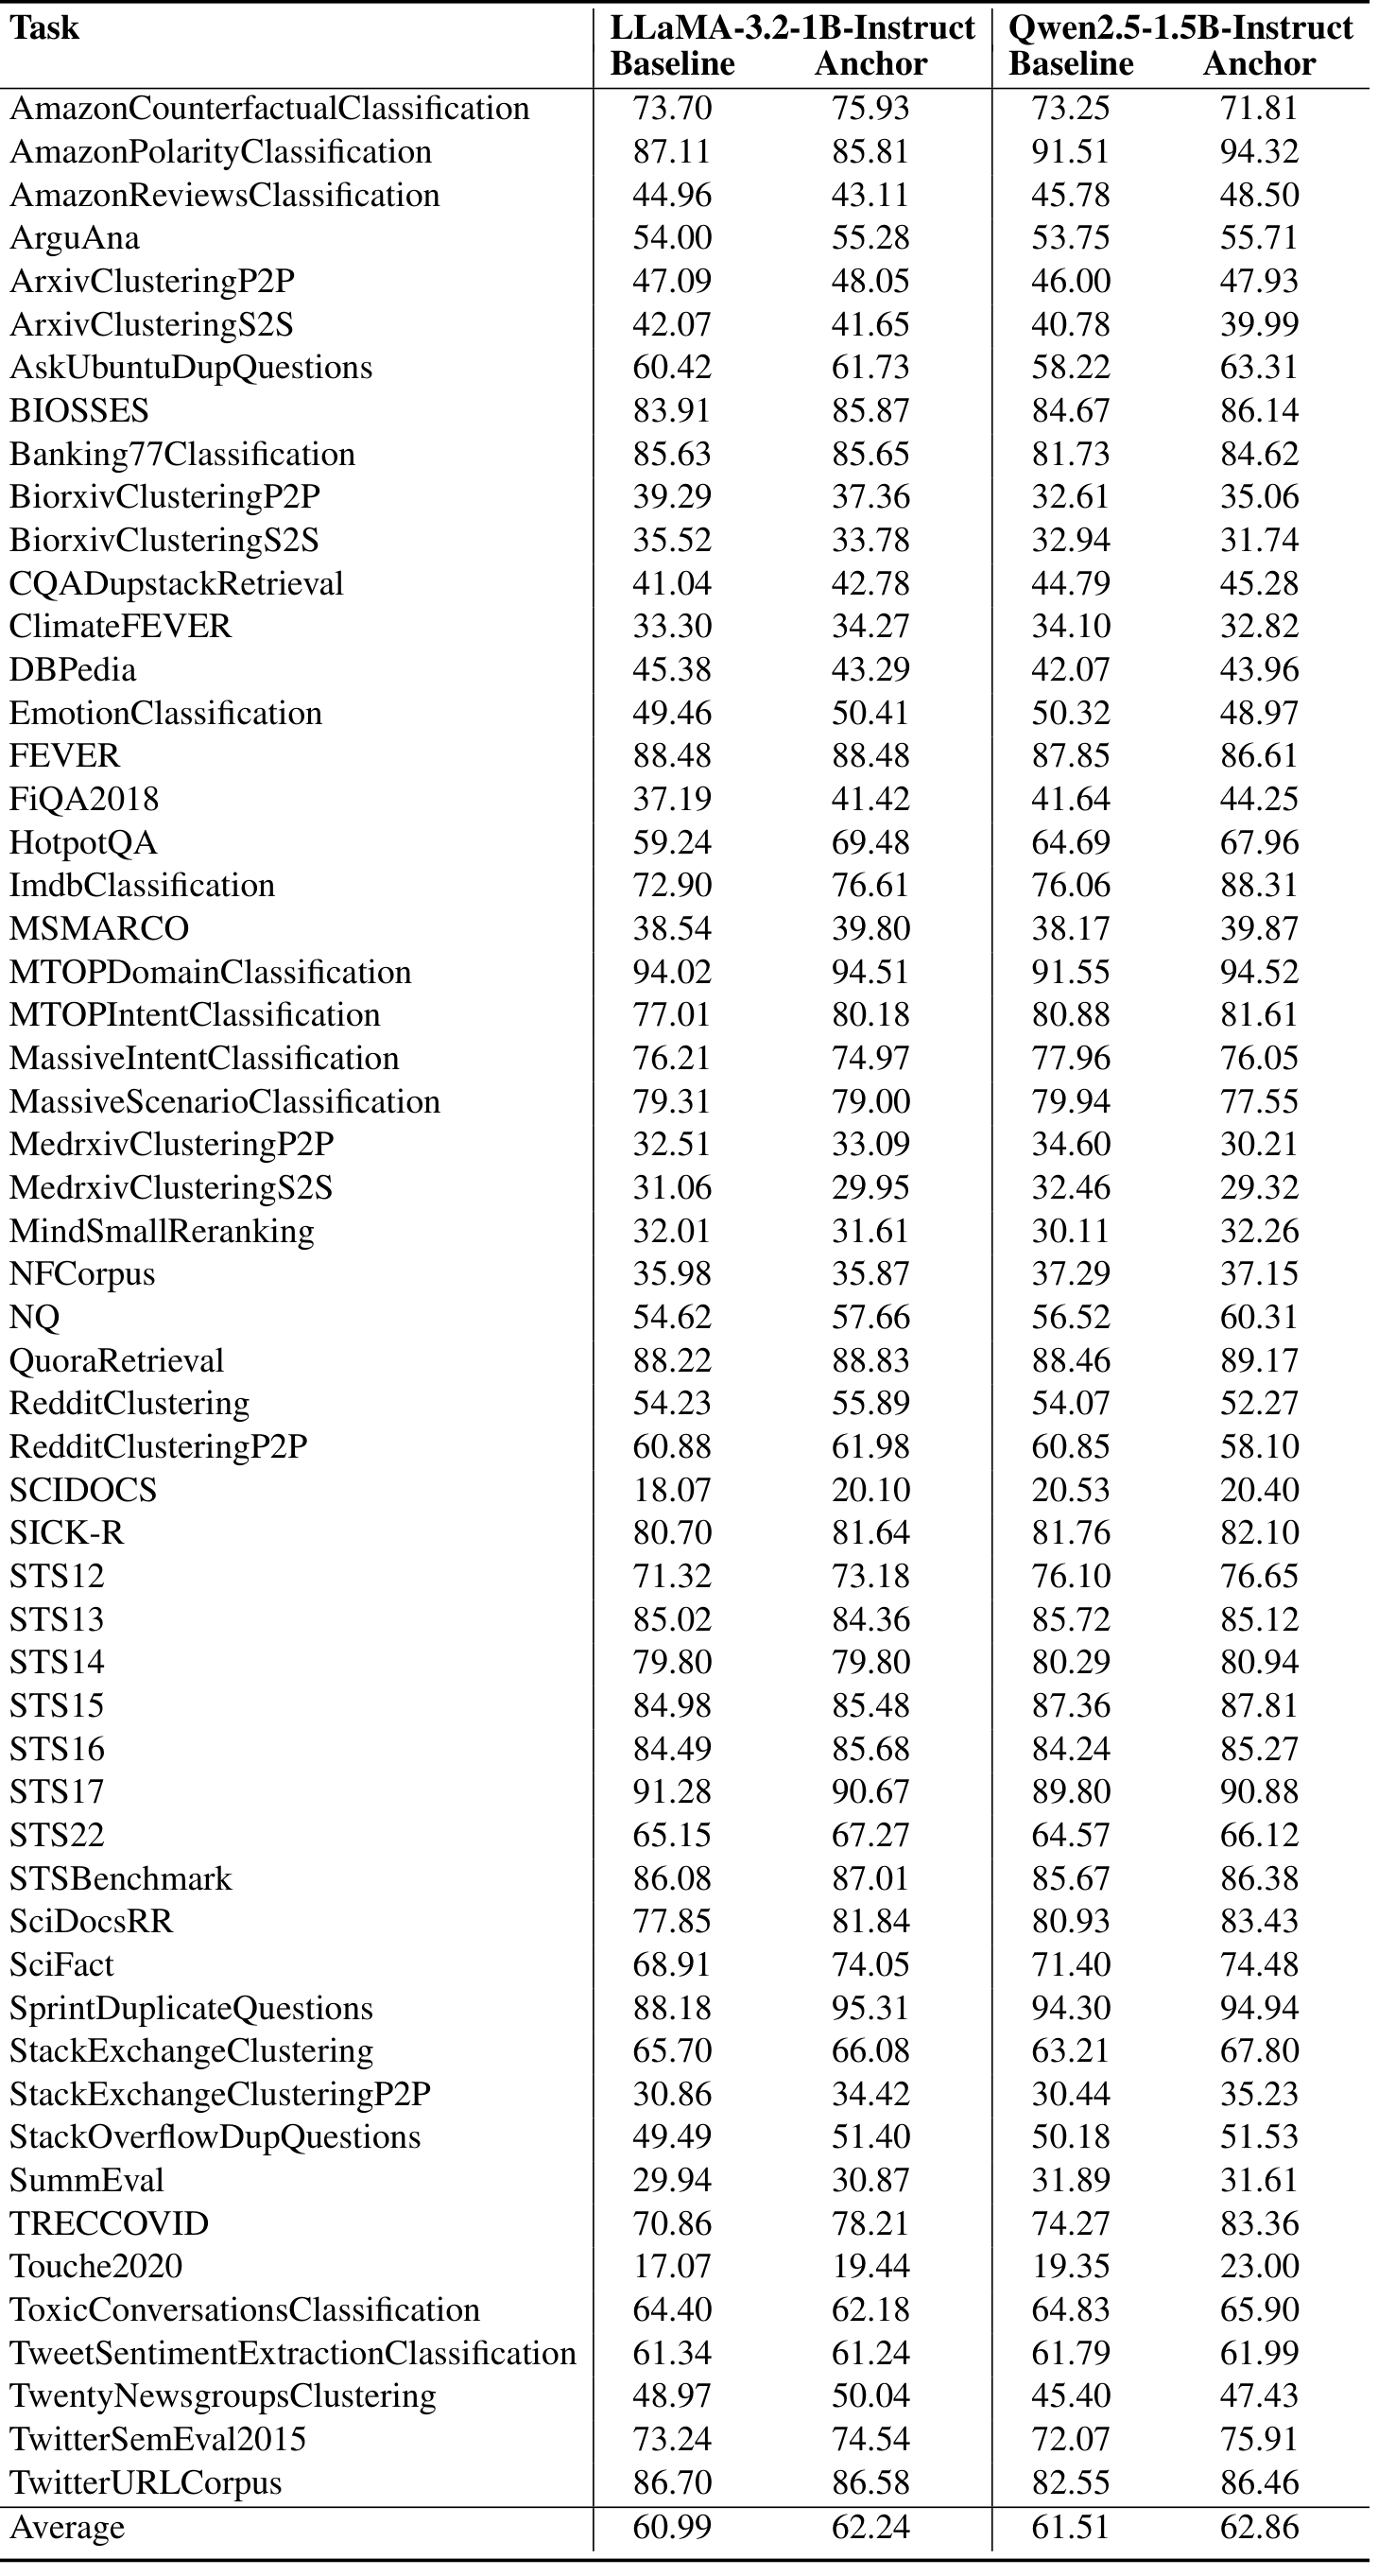 Task LLaMA-3.2-1B-Instruct Qwen2.5-1.5B-Instruct
Baseline Anchor Baseline Anchor
AmazonCounterfactualClassification 73.70 75.93 73.25 71.81
AmazonPolarityClassification 87.11 85.81 91.51 94.32
AmazonReviewsClassification 44.96 43.11 45.78 48.50
ArguAna 54.00 55.28 53.75 55.71
ArxivClusteringP2P 47.09 48.05 46.00 47.93
ArxivClusteringS2S 42.07 41.65 40.78 39.99
AskUbuntuDupQuestions 60.42 61.73 58.22 63.31
BIOSSES 83.91 85.87 84.67 86.14
Banking77Classification 85.63 85.65 81.73 84.62
BiorxivClusteringP2P 39.29 37.36 32.61 35.06
BiorxivClusteringS2S 35.52 33.78 32.94 31.74
CQADupstackRetrieval 41.04 42.78 44.79 45.28
ClimateFEVER 33.30 34.27 34.10 32.82
DBPedia 45.38 43.29 42.07 43.96
EmotionClassification 49.46 50.41 50.32 48.97
FEVER 88.48 88.48 87.85 86.61
FiQA2018 37.19 41.42 41.64 44.25
HotpotQA 59.24 69.48 64.69 67.96
ImdbClassification 72.90 76.61 76.06 88.31
MSMARCO 38.54 39.80 38.17 39.87
MTOPDomainClassification 94.02 94.51 91.55 94.52
MTOPIntentClassification 77.01 80.18 80.88 81.61
MassiveIntentClassification 76.21 74.97 77.96 76.05
MassiveScenarioClassification 79.31 79.00 79.94 77.55
MedrxivClusteringP2P 32.51 33.09 34.60 30.21
MedrxivClusteringS2S 31.06 29.95 32.46 29.32
MindSmallReranking 32.01 31.61 30.11 32.26
NFCorpus 35.98 35.87 37.29 37.15
NQ 54.62 57.66 56.52 60.31
QuoraRetrieval 88.22 88.83 88.46 89.17
RedditClustering 54.23 55.89 54.07 52.27
RedditClusteringP2P 60.88 61.98 60.85 58.10
SCIDOCS 18.07 20.10 20.53 20.40
SICK-R 80.70 81.64 81.76 82.10
STS12 71.32 73.18 76.10 76.65
STS13 85.02 84.36 85.72 85.12
STS14 79.80 79.80 80.29 80.94
STS15 84.98 85.48 87.36 87.81
STS16 84.49 85.68 84.24 85.27
STS17 91.28 90.67 89.80 90.88
STS22 65.15 67.27 64.57 66.12
STSBenchmark 86.08 87.01 85.67 86.38
SciDocsRR 77.85 81.84 80.93 83.43
SciFact 68.91 74.05 71.40 74.48
SprintDuplicateQuestions 88.18 95.31 94.30 94.94
StackExchangeClustering 65.70 66.08 63.21 67.80
StackExchangeClusteringP2P 30.86 34.42 30.44 35.23
StackOverflowDupQuestions 49.49 51.40 50.18 51.53
SummEval 29.94 30.87 31.89 31.61
TRECCOVID 70.86 78.21 74.27 83.36
Touche2020 17.07 19.44 19.35 23.00
ToxicConversationsClassification 64.40 62.18 64.83 65.90
TweetSentimentExtractionClassification 61.34 61.24 61.79 61.99
TwentyNewsgroupsClustering 48.97 50.04 45.40 47.43
TwitterSemEval2015 73.24 74.54 72.07 75.91
TwitterURLCorpus 86.70 86.58 82.55 86.46
Average 60.99 62.24 61.51 62.86